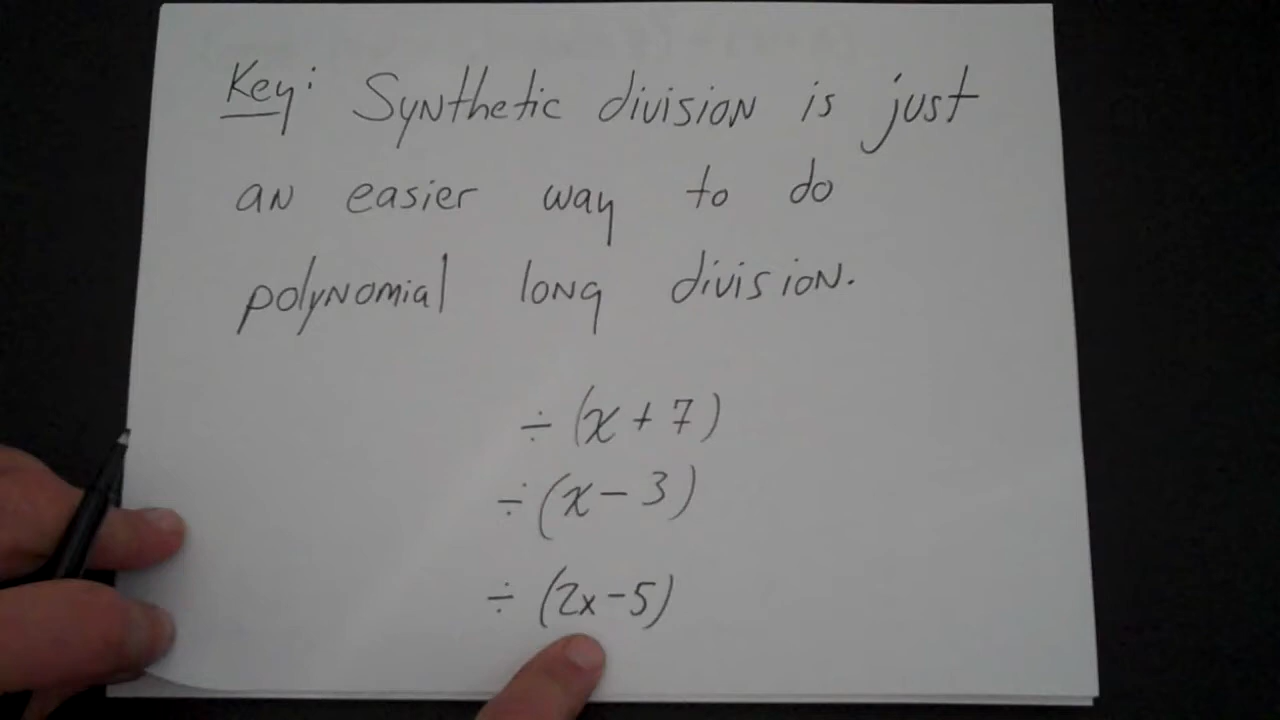 Key: Synthetic division is just
an easier way to do
polynomial long division.
÷ (x + 7)
÷ (x - 3)
÷ (2x - 5)